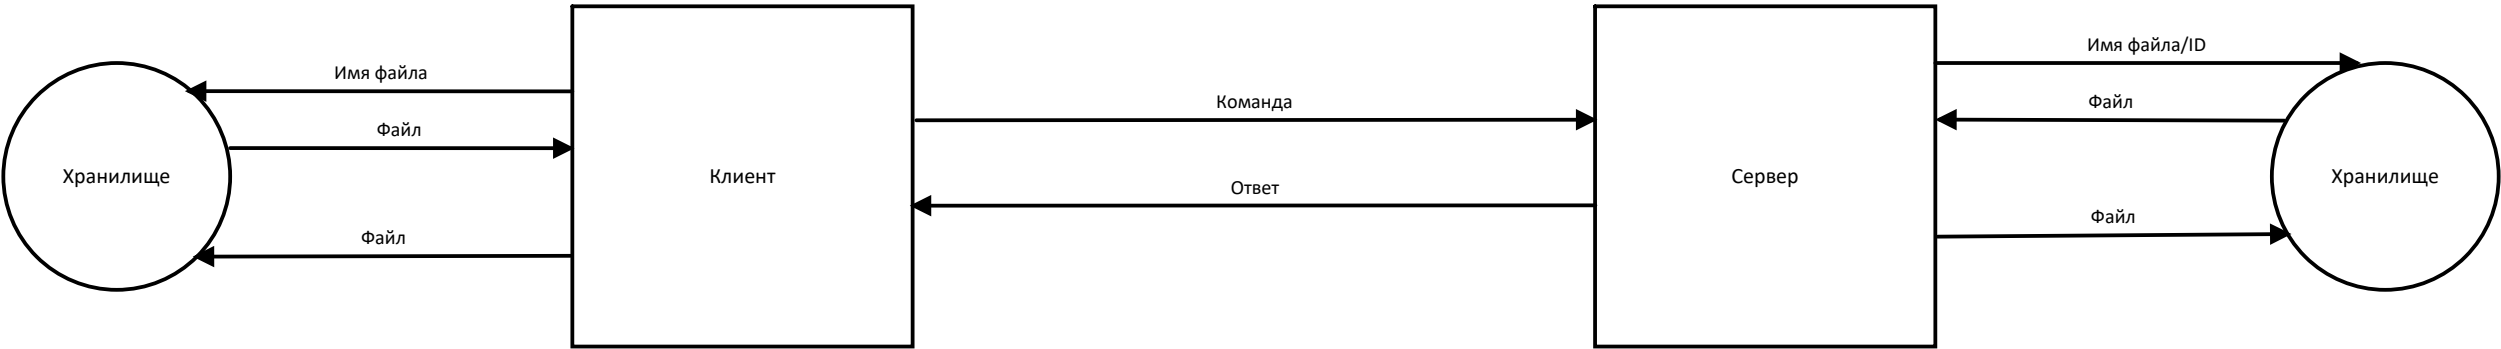 Хранилище
Имя файла
Файл
Файл
Клиент
Команда
Ответ
Сервер
Имя файла/ID
Файл
Файл
Хранилище